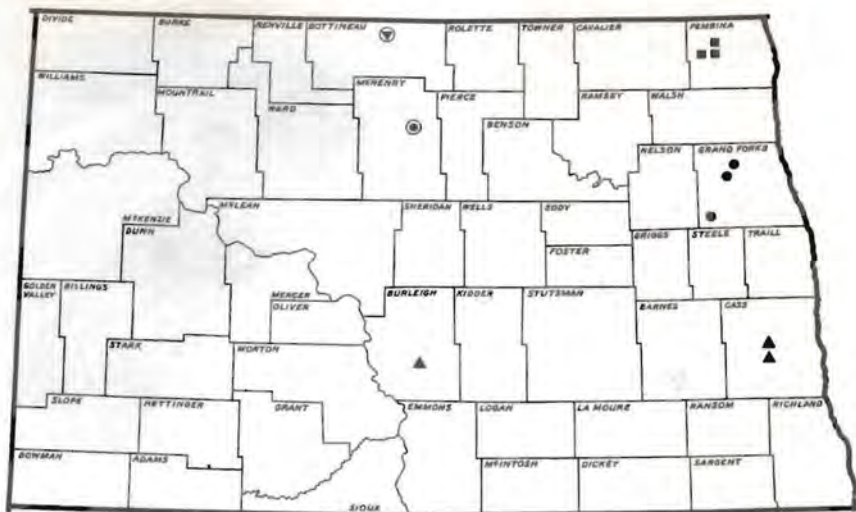 DIVIDE
BURKE
RENVILLE
BOTTINEAU
ROLETTE
TOWNER
CAVALIER
PEMBINA
WILLIAMS
MOUNTRAIL
WARD
McHENRY
PIERCE
BENSON
RAMSEY
WALSH
NELSON
GRAND FORKS
McKENZIE
DUNN
McLEAN
SHERIDAN
WELLS
EDDY
FOSTER
GRIGGS
STEELE
TRAILL
GOLDEN
VALLEY
BILLINGS
MERCER
OLIVER
BURLEIGH
KIDDER
STUTSMAN
BARNES
CASS
STARK
MORTON
SLOPE
HETTINGER
GRANT
EMMONS
LOGAN
LA MOURE
RANSOM
RICHLAND
BOWMAN
ADAMS
SIOUX
McINTOSH
DICKEY
SARGENT